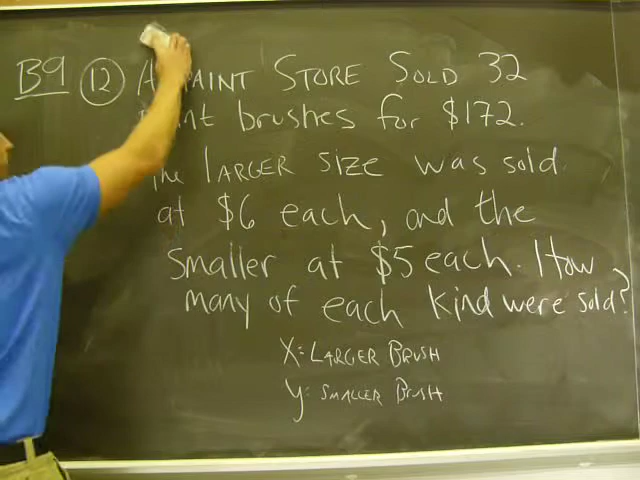 B9 (12) A PAINT STORE SOLD 32
paint brushes for $172.
The LARGER SIZE was sold
at $6 each, and the
smaller at $5 each. How
many of each kind were sold?
X: LARGER BRUSH
Y: SMALLER BRUSH